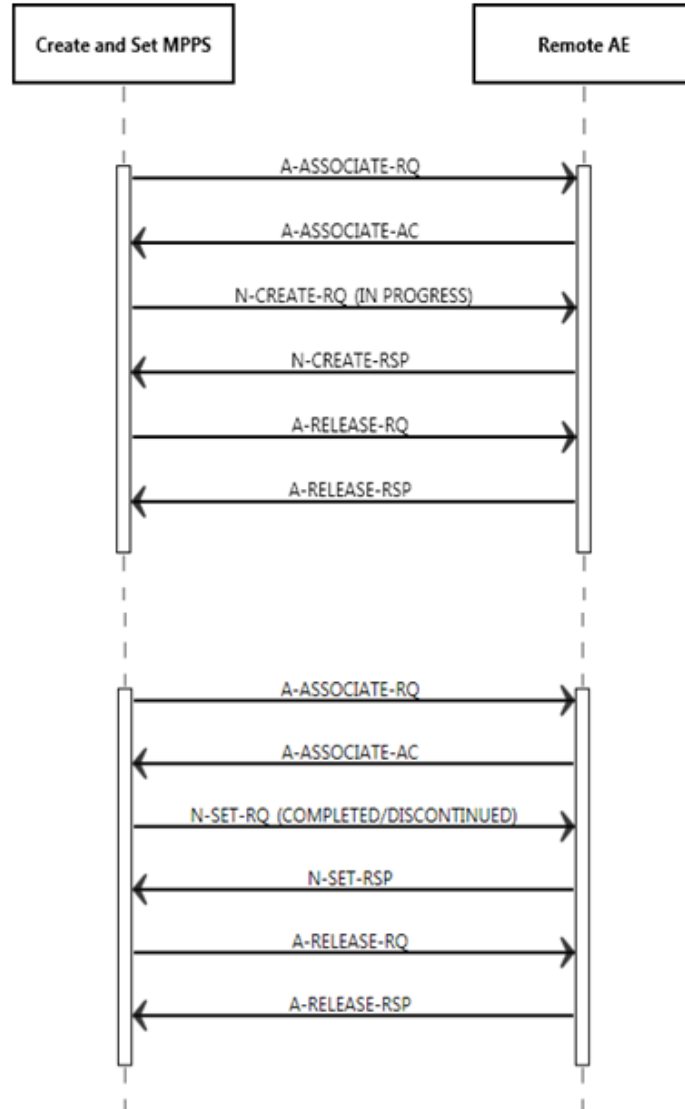 Create and Set MPPS
Remote AE
A-ASSOCIATE-RQ
A-ASSOCIATE-AC
N-CREATE-RQ (IN PROGRESS)
N-CREATE-RSP
A-RELEASE-RQ
A-RELEASE-RSP
A-ASSOCIATE-RQ
A-ASSOCIATE-AC
N-SET-RQ (COMPLETED/DISCONTINUED)
N-SET-RSP
A-RELEASE-RQ
A-RELEASE-RSP